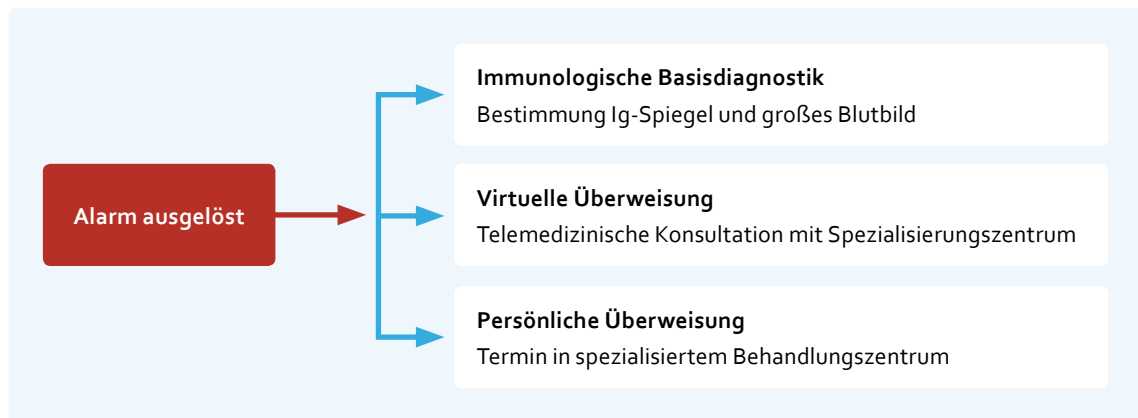 Immunologische Basisdiagnostik
Bestimmung Ig-Spiegel und großes Blutbild
Alarm ausgelöst
Virtuelle Überweisung
Telemedizinische Konsultation mit Spezialisierungszentrum
Persönliche Überweisung
Termin in spezialisiertem Behandlungszentrum